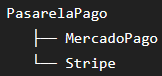 PasarelaPago
├── MercadoPago
└── Stripe